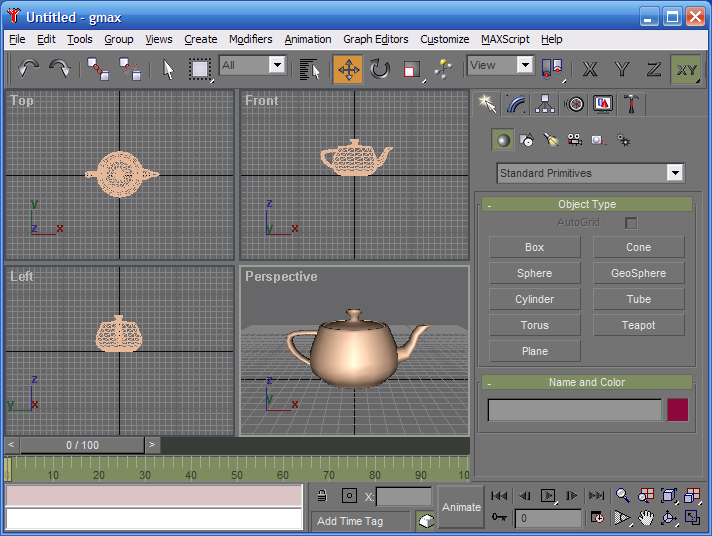 Untitled - gmax
File Edit Tools Group Views Create Modifiers Animation Graph Editors Customize MAXScript Help
All View X Y Z XY
Top Front
y z x
z x
Left Perspective
Standard Primitives
Object Type
AutoGrid
Box Cone
Sphere GeoSphere
Cylinder Tube
Torus Teapot
Plane
Name and Color
z z
y x x
< 0 / 100 >
0 10 20 30 40 50 60 70 80 90 100
X:
Animate
Add Time Tag
0